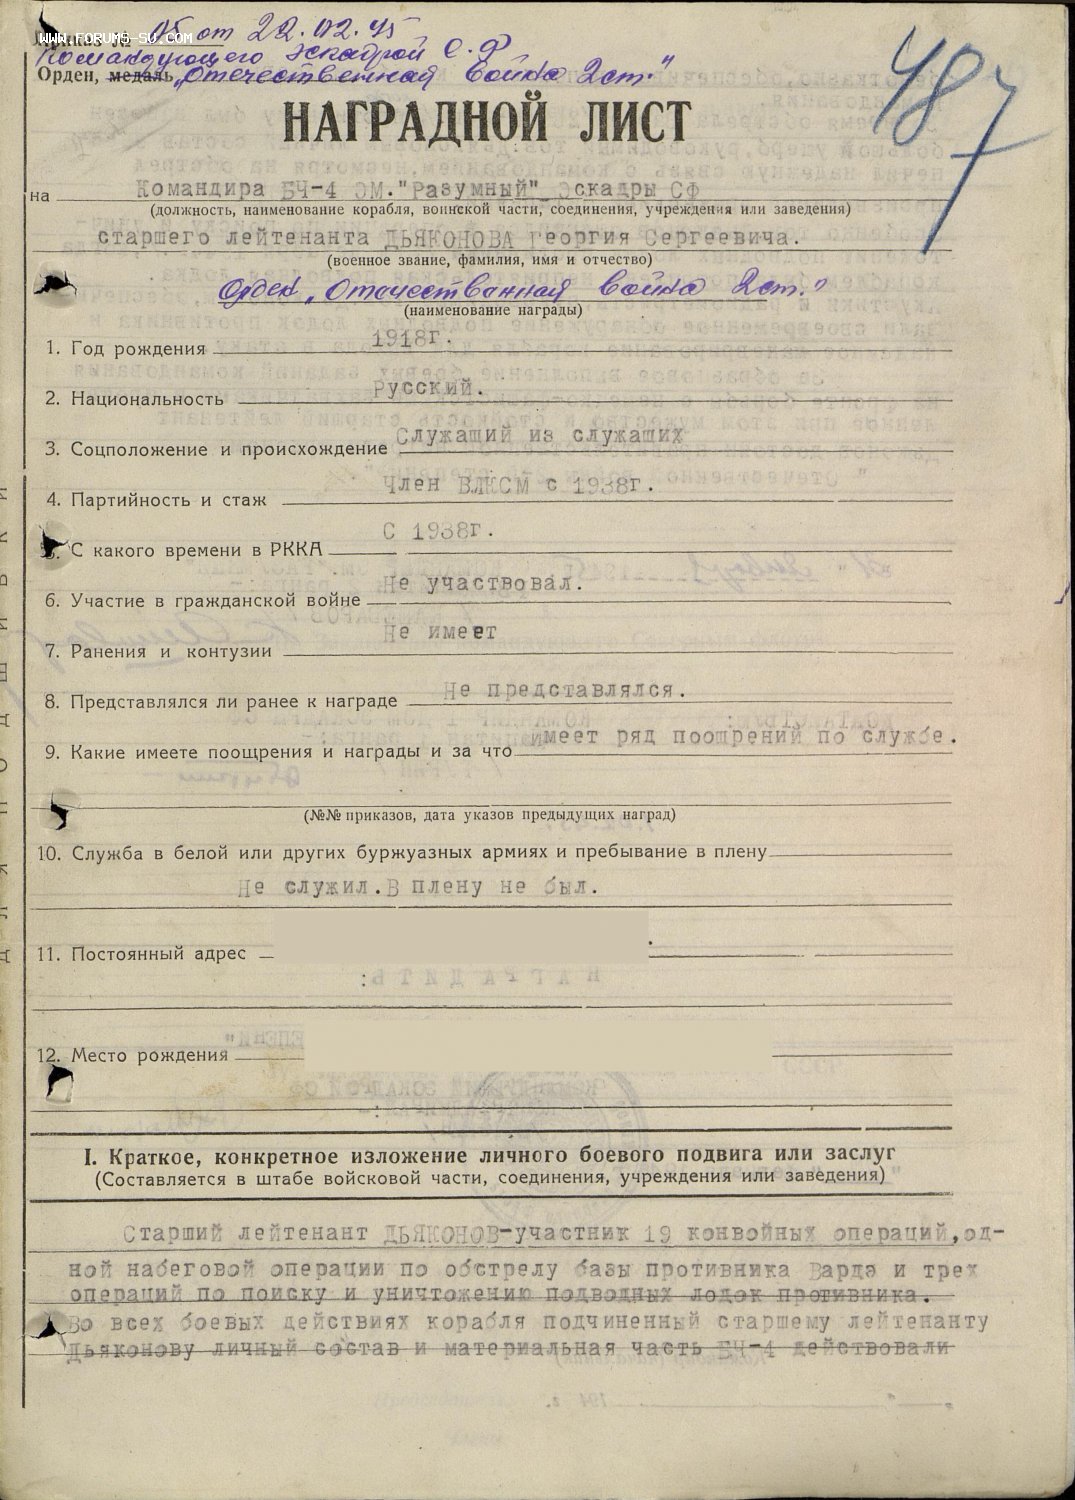 WWW.FORUMS-SU.COM
Приказ № 05 от 22.02.45
Командующего эскадрой С.Ф.
Орден, медаль „Отечественная война 2 ст."
487
НАГРАДНОЙ ЛИСТ
на Командира БЧ-4 ЭМ."Разумный" Эскадры СФ
(должность, наименование корабля, воинской части, соединения, учреждения или заведения)
старшего лейтенанта ДЬЯКОНОВА Георгия Сергеевича.
(военное звание, фамилия, имя и отчество)
Орден „Отечественная война 2 ст."
(наименование награды)
1. Год рождения 1918г.
2. Национальность Русский.
3. Соцположение и происхождение Служащий из служащих
4. Партийность и стаж Член ВЛКСМ с 1938г.
5. С какого времени в РККА С 1938г.
6. Участие в гражданской войне Не участвовал.
7. Ранения и контузии Не имеет
8. Представлялся ли ранее к награде Не представлялся.
9. Какие имеете поощрения и награды и за что имеет ряд поощрений по службе.
(№№ приказов, дата указов предыдущих наград)
10. Служба в белой или других буржуазных армиях и пребывание в плену
Не служил. В плену не был.
11. Постоянный адрес
12. Место рождения
I. Краткое, конкретное изложение личного боевого подвига или заслуг
(Составляется в штабе войсковой части, соединения, учреждения или заведения)
Старший лейтенант ДЬЯКОНОВ-участник 19 конвойных операций, од-
ной набеговой операции по обстрелу базы противника Вардэ и трех
операций по поиску и уничтожению подводных лодок противника.
Во всех боевых действиях корабля подчиненный старшему лейтенанту
Дьяконову личный состав и материальная часть БЧ-4 действовали